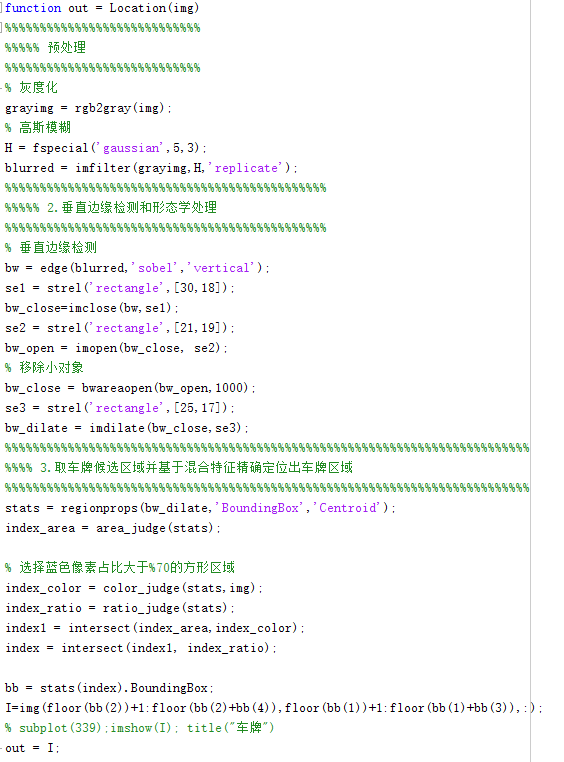 function out = Location(img)
%%%%%%%%%%%%%%%%%%%%%%%%%%%%
%%%%% 预处理
%%%%%%%%%%%%%%%%%%%%%%%%%%%%
% 灰度化
grayimg = rgb2gray(img);
% 高斯模糊
H = fspecial('gaussian',5,3);
blurred = imfilter(grayimg,H,'replicate');
%%%%%%%%%%%%%%%%%%%%%%%%%%%%%%%%%%%%%%%%%%%%%%
%%%%% 2.垂直边缘检测和形态学处理
%%%%%%%%%%%%%%%%%%%%%%%%%%%%%%%%%%%%%%%%%%%%%%
% 垂直边缘检测
bw = edge(blurred,'sobel','vertical');
se1 = strel('rectangle',[30,18]);
bw_close=imclose(bw,se1);
se2 = strel('rectangle',[21,19]);
bw_open = imopen(bw_close, se2);
% 移除小对象
bw_close = bwareaopen(bw_open,1000);
se3 = strel('rectangle',[25,17]);
bw_dilate = imdilate(bw_close,se3);
%%%%%%%%%%%%%%%%%%%%%%%%%%%%%%%%%%%%%%%%%%%%%%%%%%%%%%%%%%%%%%%%%%%%%%%%%%%%%
%%%% 3.取车牌候选区域并基于混合特征精确定位出车牌区域
%%%%%%%%%%%%%%%%%%%%%%%%%%%%%%%%%%%%%%%%%%%%%%%%%%%%%%%%%%%%%%%%%%%%%%%%%%%%%
stats = regionprops(bw_dilate,'BoundingBox','Centroid');
index_area = area_judge(stats);
% 选择蓝色像素占比大于%70的方形区域
index_color = color_judge(stats,img);
index_ratio = ratio_judge(stats);
index1 = intersect(index_area,index_color);
index = intersect(index1, index_ratio);
bb = stats(index).BoundingBox;
I=img(floor(bb(2))+1:floor(bb(2)+bb(4)),floor(bb(1))+1:floor(bb(1)+bb(3)),:);
% subplot(339);imshow(I); title("车牌")
out = I;